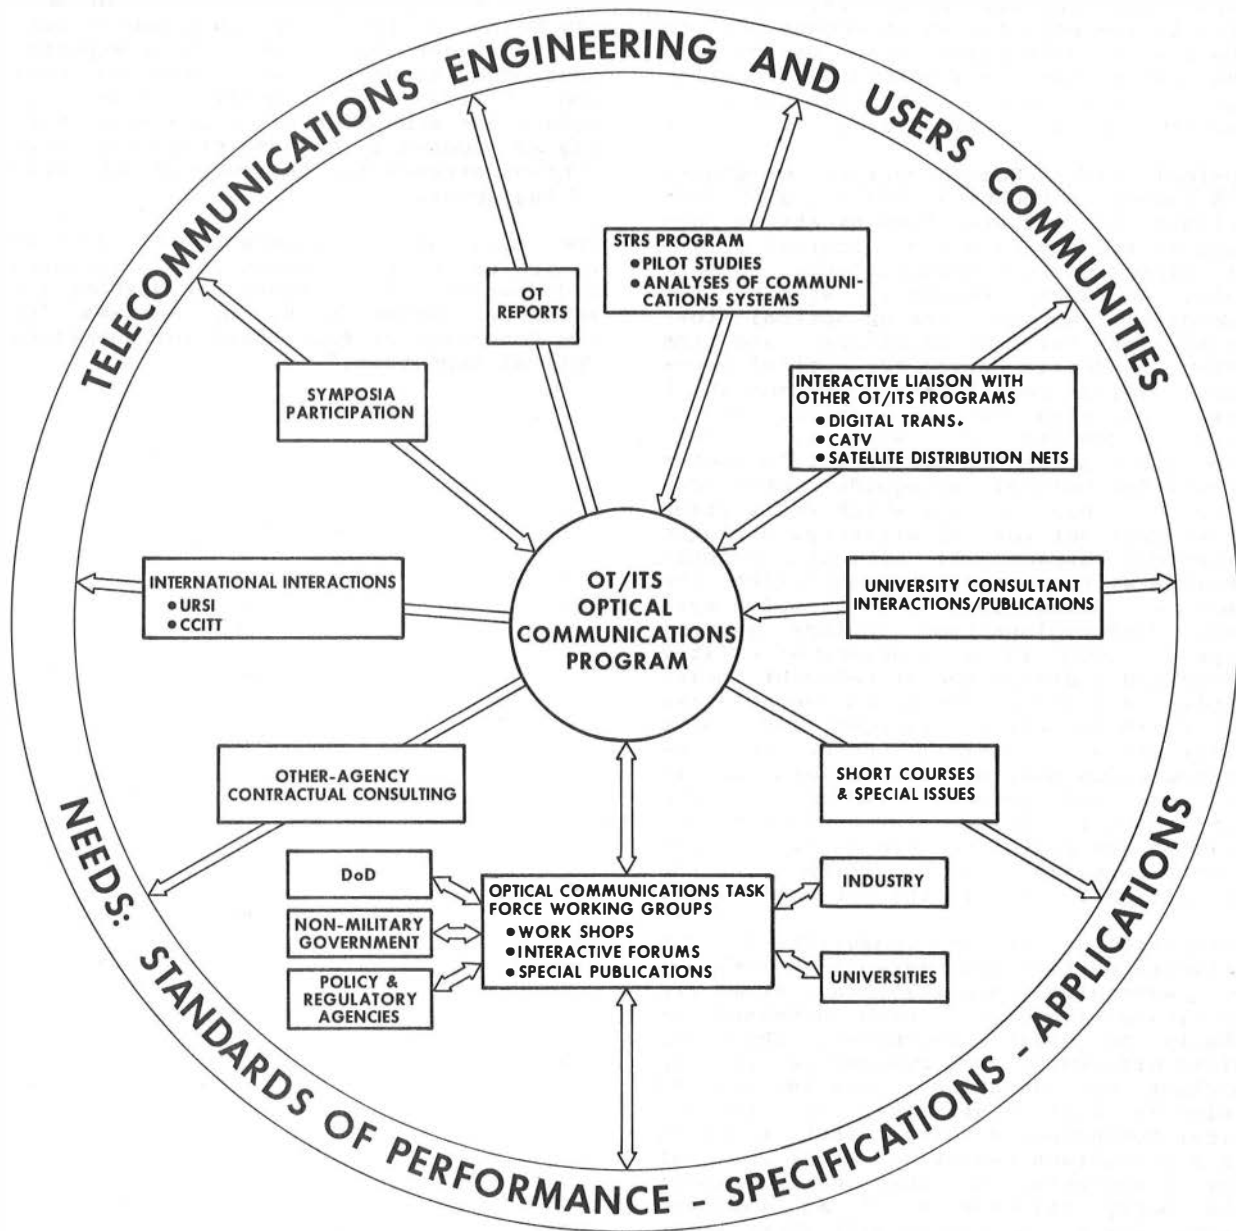 TELECOMMUNICATIONS ENGINEERING AND USERS COMMUNITIES
STRS PROGRAM
• PILOT STUDIES
• ANALYSES OF COMMUNI-
CATIONS SYSTEMS
OT
REPORTS
SYMPOSIA
PARTICIPATION
INTERACTIVE LIAISON WITH
OTHER OT/ITS PROGRAMS
• DIGITAL TRANS.
• CATV
• SATELLITE DISTRIBUTION NETS
INTERNATIONAL INTERACTIONS
• URSI
• CCITT
OT/ITS
OPTICAL
COMMUNICATIONS
PROGRAM
UNIVERSITY CONSULTANT
INTERACTIONS/PUBLICATIONS
OTHER-AGENCY
CONTRACTUAL CONSULTING
SHORT COURSES
& SPECIAL ISSUES
DoD
NON-MILITARY
GOVERNMENT
POLICY &
REGULATORY
AGENCIES
OPTICAL COMMUNICATIONS TASK
FORCE WORKING GROUPS
• WORK SHOPS
• INTERACTIVE FORUMS
• SPECIAL PUBLICATIONS
INDUSTRY
UNIVERSITIES
NEEDS: STANDARDS OF PERFORMANCE - SPECIFICATIONS - APPLICATIONS